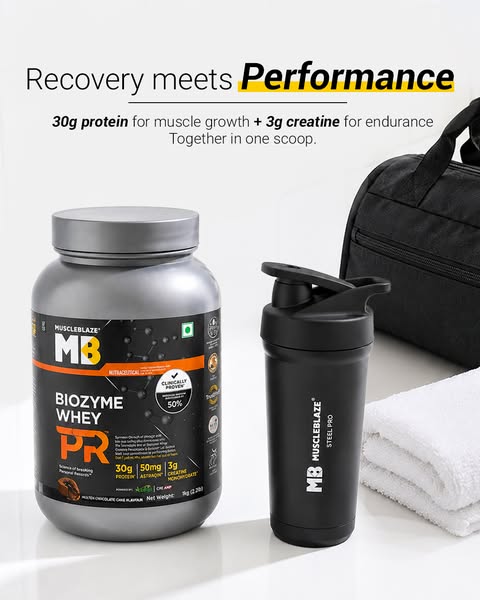 Recovery meets Performance
30g protein for muscle growth + 3g creatine for endurance
Together in one scoop.
MUSCLEBLAZE®
MB
NUTRACEUTICAL
CLINICALLY
PROVEN
50%
BIOZYME
WHEY
PR™
Science of breaking
Personal Records™
30g PROTEIN | 50mg ASTRAGIN® | 3g CREATINE MONOHYDRATE
Net Weight: 1kg (2.2lb)
MOLTEN CHOCOLATE CAKE FLAVOUR
MB MUSCLEBLAZE®
STEEL PRO